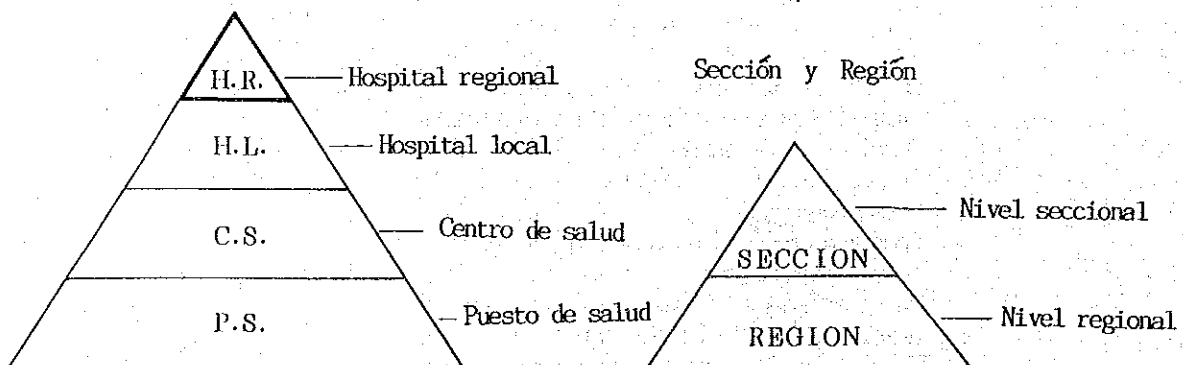 H.R.
Hospital regional
H.L.
Hospital local
C.S.
Centro de salud
P.S.
Puesto de salud
Sección y Región
Nivel seccional
SECCION
REGION
Nivel regional